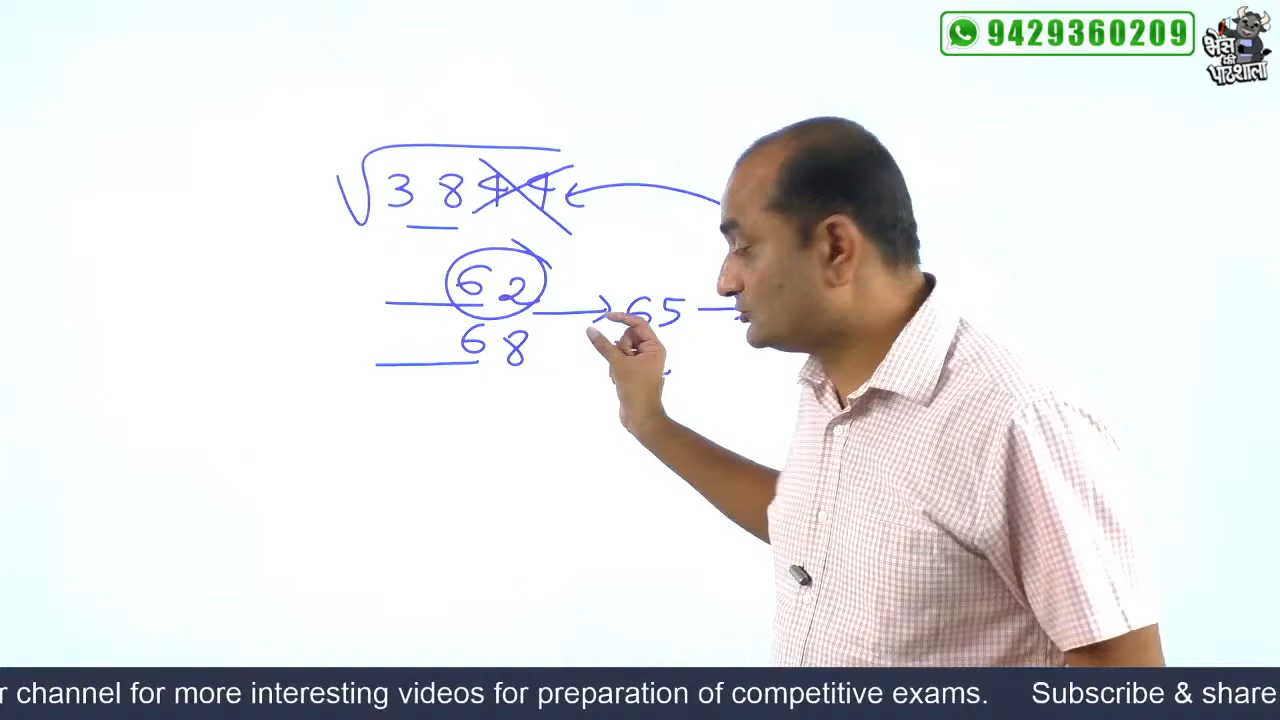 9429360209
भैंस
की
पाठशाला
√3844
62 → 65 —
68
r channel for more interesting videos for preparation of competitive exams. Subscribe & share